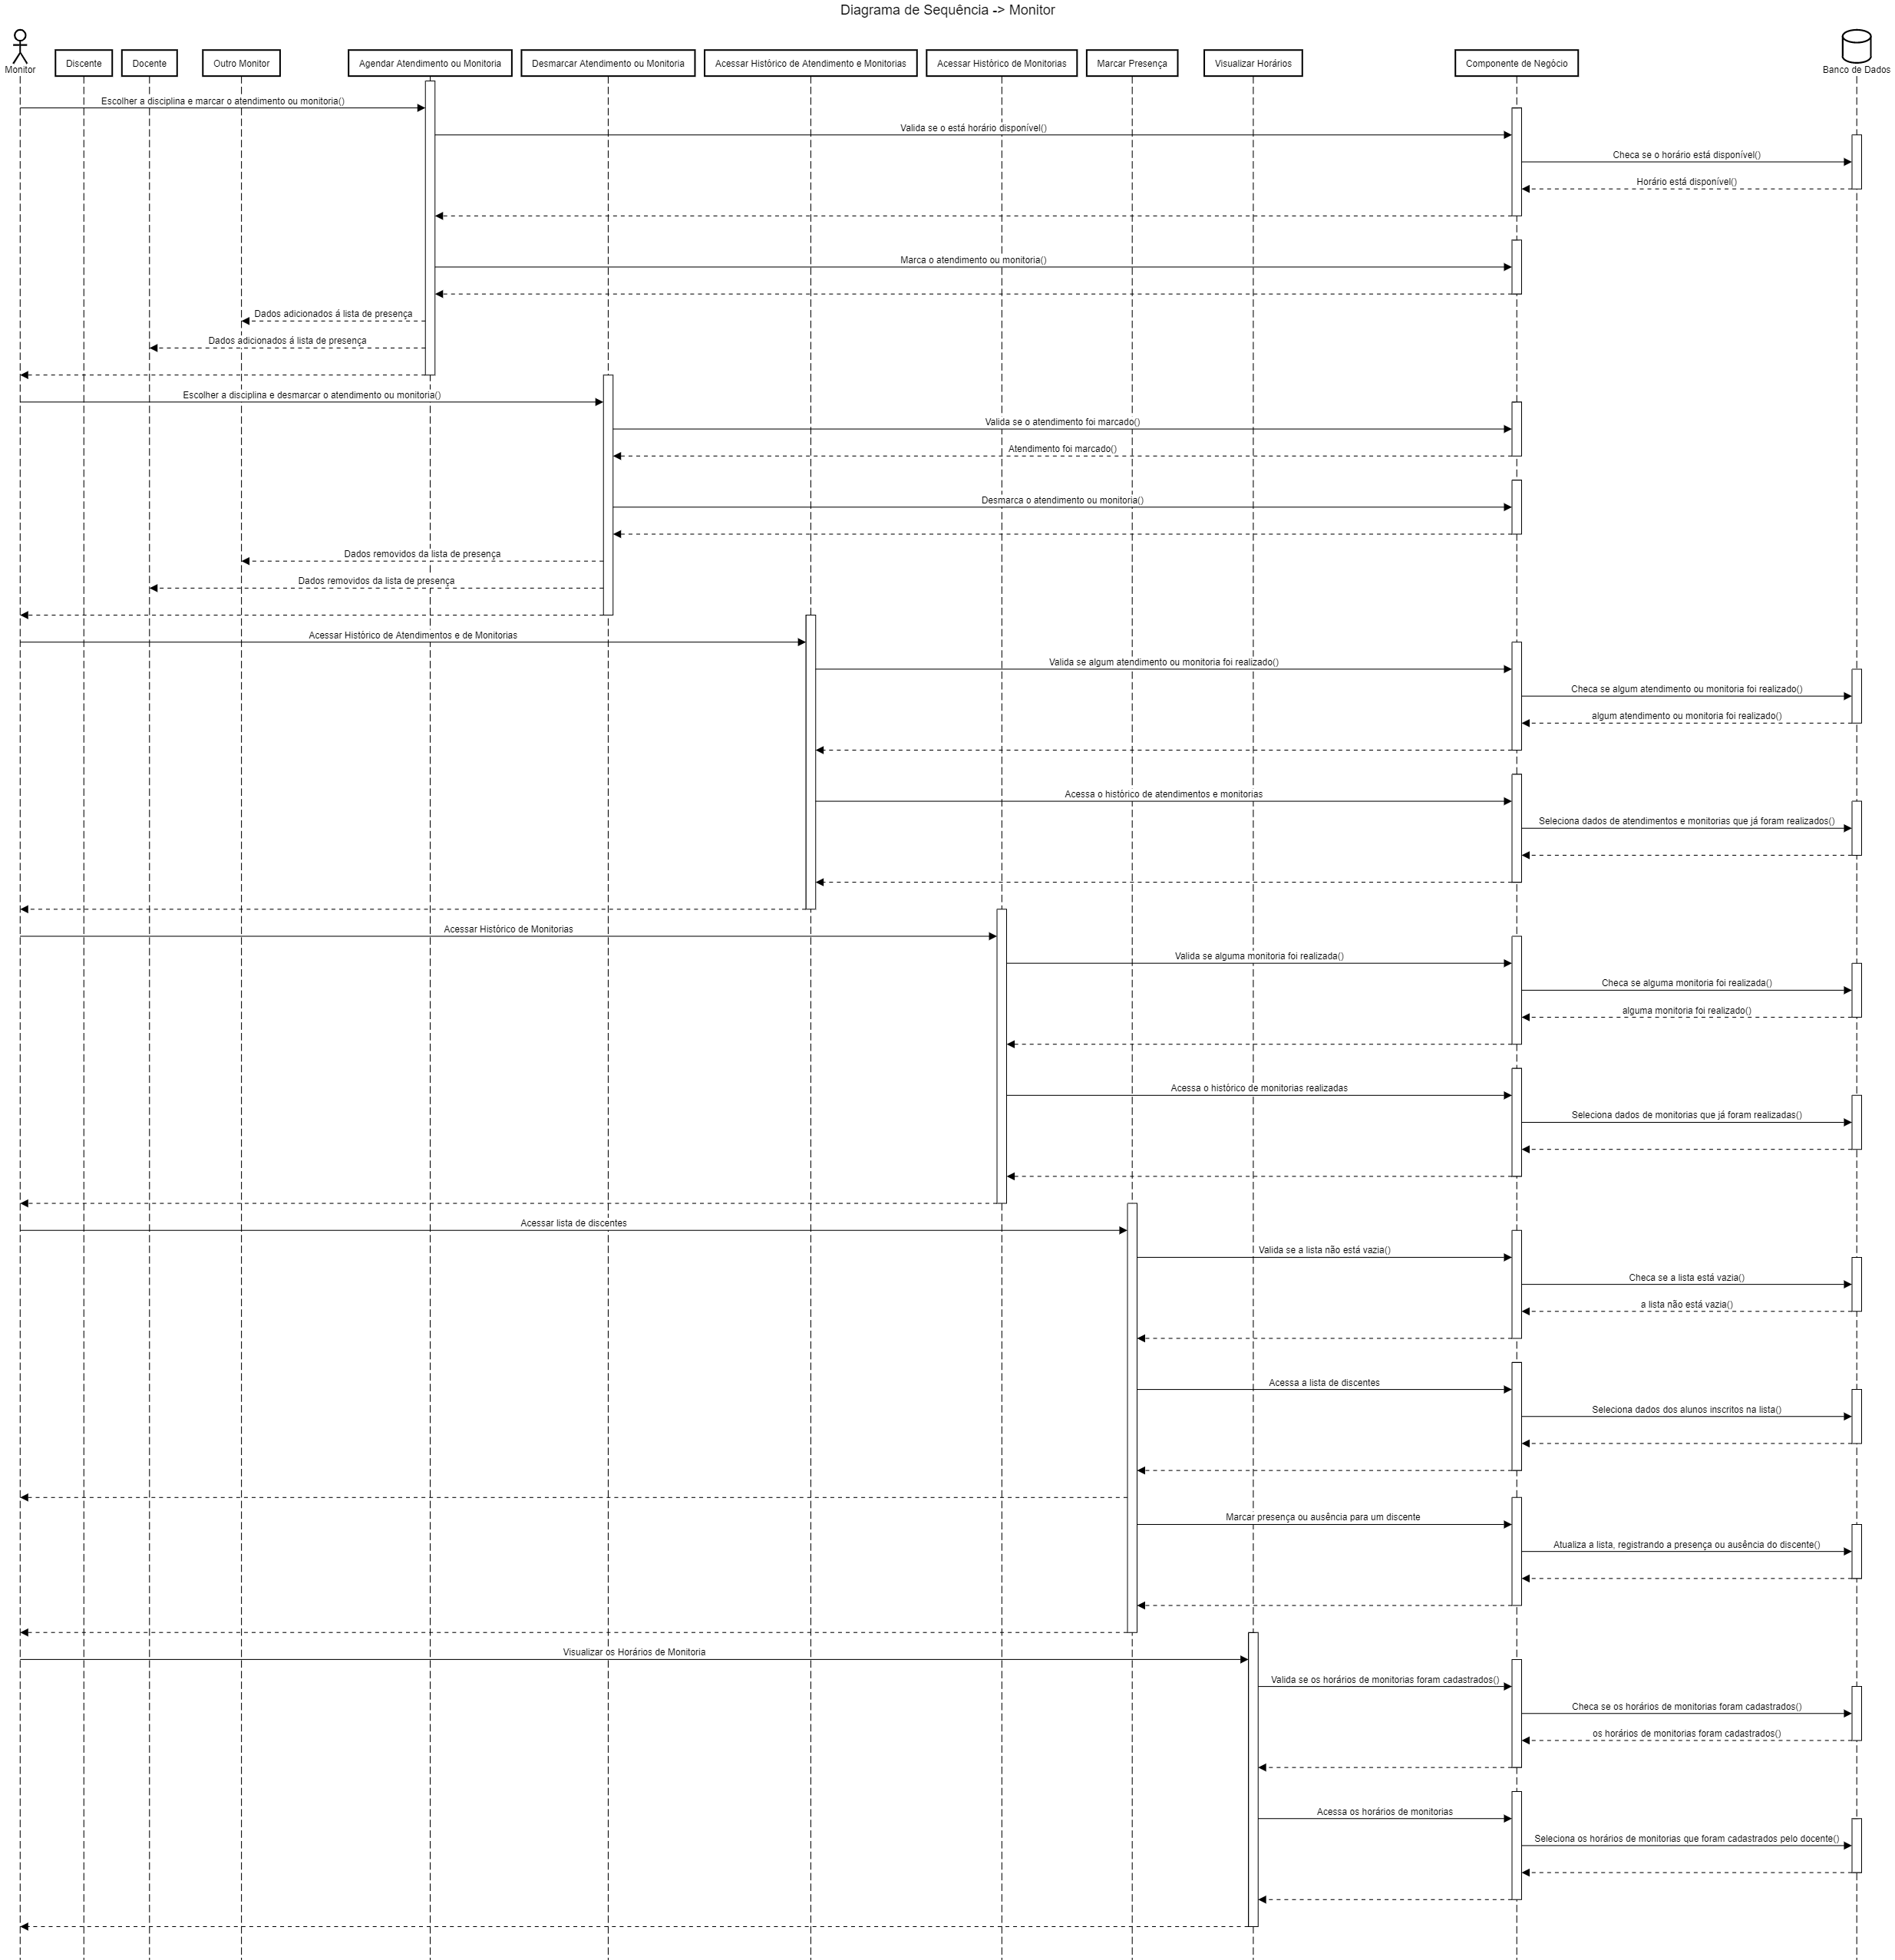 Diagrama de Sequência -> Monitor
Monitor
Discente
Docente
Outro Monitor
Agendar Atendimento ou Monitoria
Desmarcar Atendimento ou Monitoria
Acessar Histórico de Atendimento e Monitorias
Acessar Histórico de Monitorias
Marcar Presença
Visualizar Horários
Componente de Negócio
Banco de Dados
Escolher a disciplina e marcar o atendimento ou monitoria()
Valida se o está horário disponível()
Checa se o horário está disponível()
Horário está disponível()
Marca o atendimento ou monitoria()
Dados adicionados á lista de presença
Dados adicionados á lista de presença
Escolher a disciplina e desmarcar o atendimento ou monitoria()
Valida se o atendimento foi marcado()
Atendimento foi marcado()
Desmarca o atendimento ou monitoria()
Dados removidos da lista de presença
Dados removidos da lista de presença
Acessar Histórico de Atendimentos e de Monitorias
Valida se algum atendimento ou monitoria foi realizado()
Checa se algum atendimento ou monitoria foi realizado()
algum atendimento ou monitoria foi realizado()
Acessa o histórico de atendimentos e monitorias
Seleciona dados de atendimentos e monitorias que já foram realizados()
Acessar Histórico de Monitorias
Valida se alguma monitoria foi realizada()
Checa se alguma monitoria foi realizada()
alguma monitoria foi realizado()
Acessa o histórico de monitorias realizadas
Seleciona dados de monitorias que já foram realizadas()
Acessar lista de discentes
Valida se a lista não está vazia()
Checa se a lista está vazia()
a lista não está vazia()
Acessa a lista de discentes
Seleciona dados dos alunos inscritos na lista()
Marcar presença ou ausência para um discente
Atualiza a lista, registrando a presença ou ausência do discente()
Visualizar os Horários de Monitoria
Valida se os horários de monitorias foram cadastrados()
Checa se os horários de monitorias foram cadastrados()
os horários de monitorias foram cadastrados()
Acessa os horários de monitorias
Seleciona os horários de monitorias que foram cadastrados pelo docente()